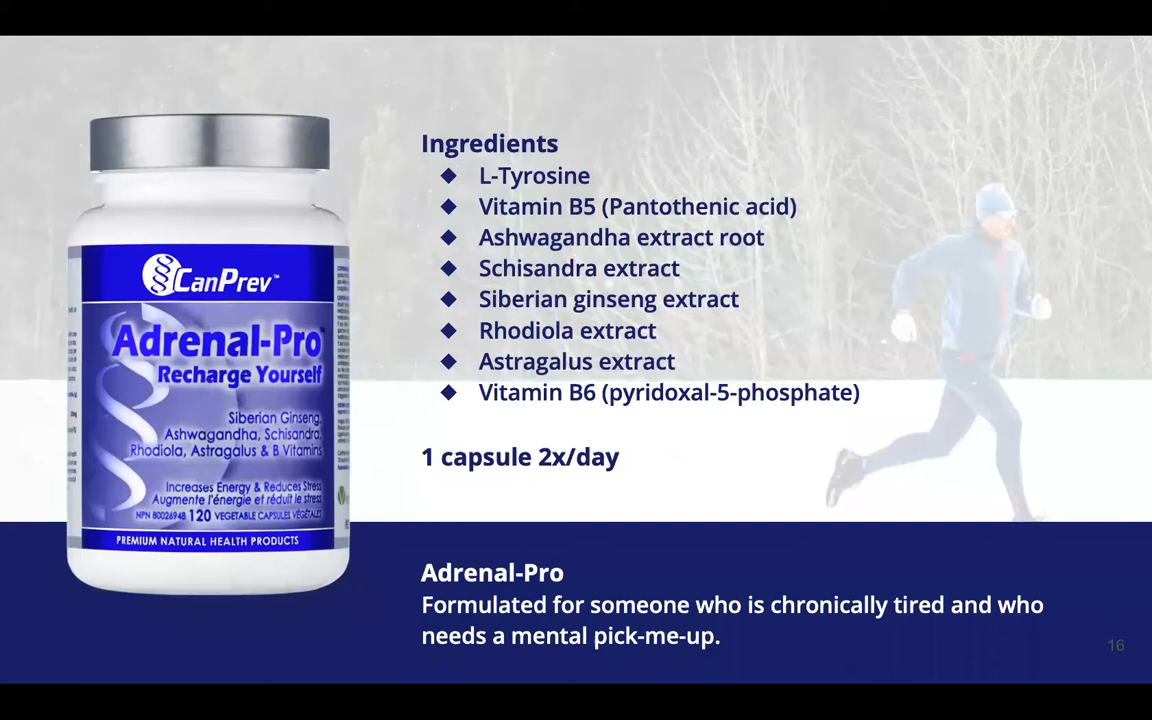 CanPrev™
Adrenal-Pro™
Recharge Yourself
Siberian Ginseng,
Ashwagandha, Schisandra,
Rhodiola, Astragalus & B Vitamins
Increases Energy & Reduces Stress
Augmente l'énergie et réduit le stress
NPN 80026948 120 VEGETABLE CAPSULES VÉGÉTALES
PREMIUM NATURAL HEALTH PRODUCTS
Ingredients
◆ L-Tyrosine
◆ Vitamin B5 (Pantothenic acid)
◆ Ashwagandha extract root
◆ Schisandra extract
◆ Siberian ginseng extract
◆ Rhodiola extract
◆ Astragalus extract
◆ Vitamin B6 (pyridoxal-5-phosphate)
1 capsule 2x/day
Adrenal-Pro
Formulated for someone who is chronically tired and who
needs a mental pick-me-up.
16